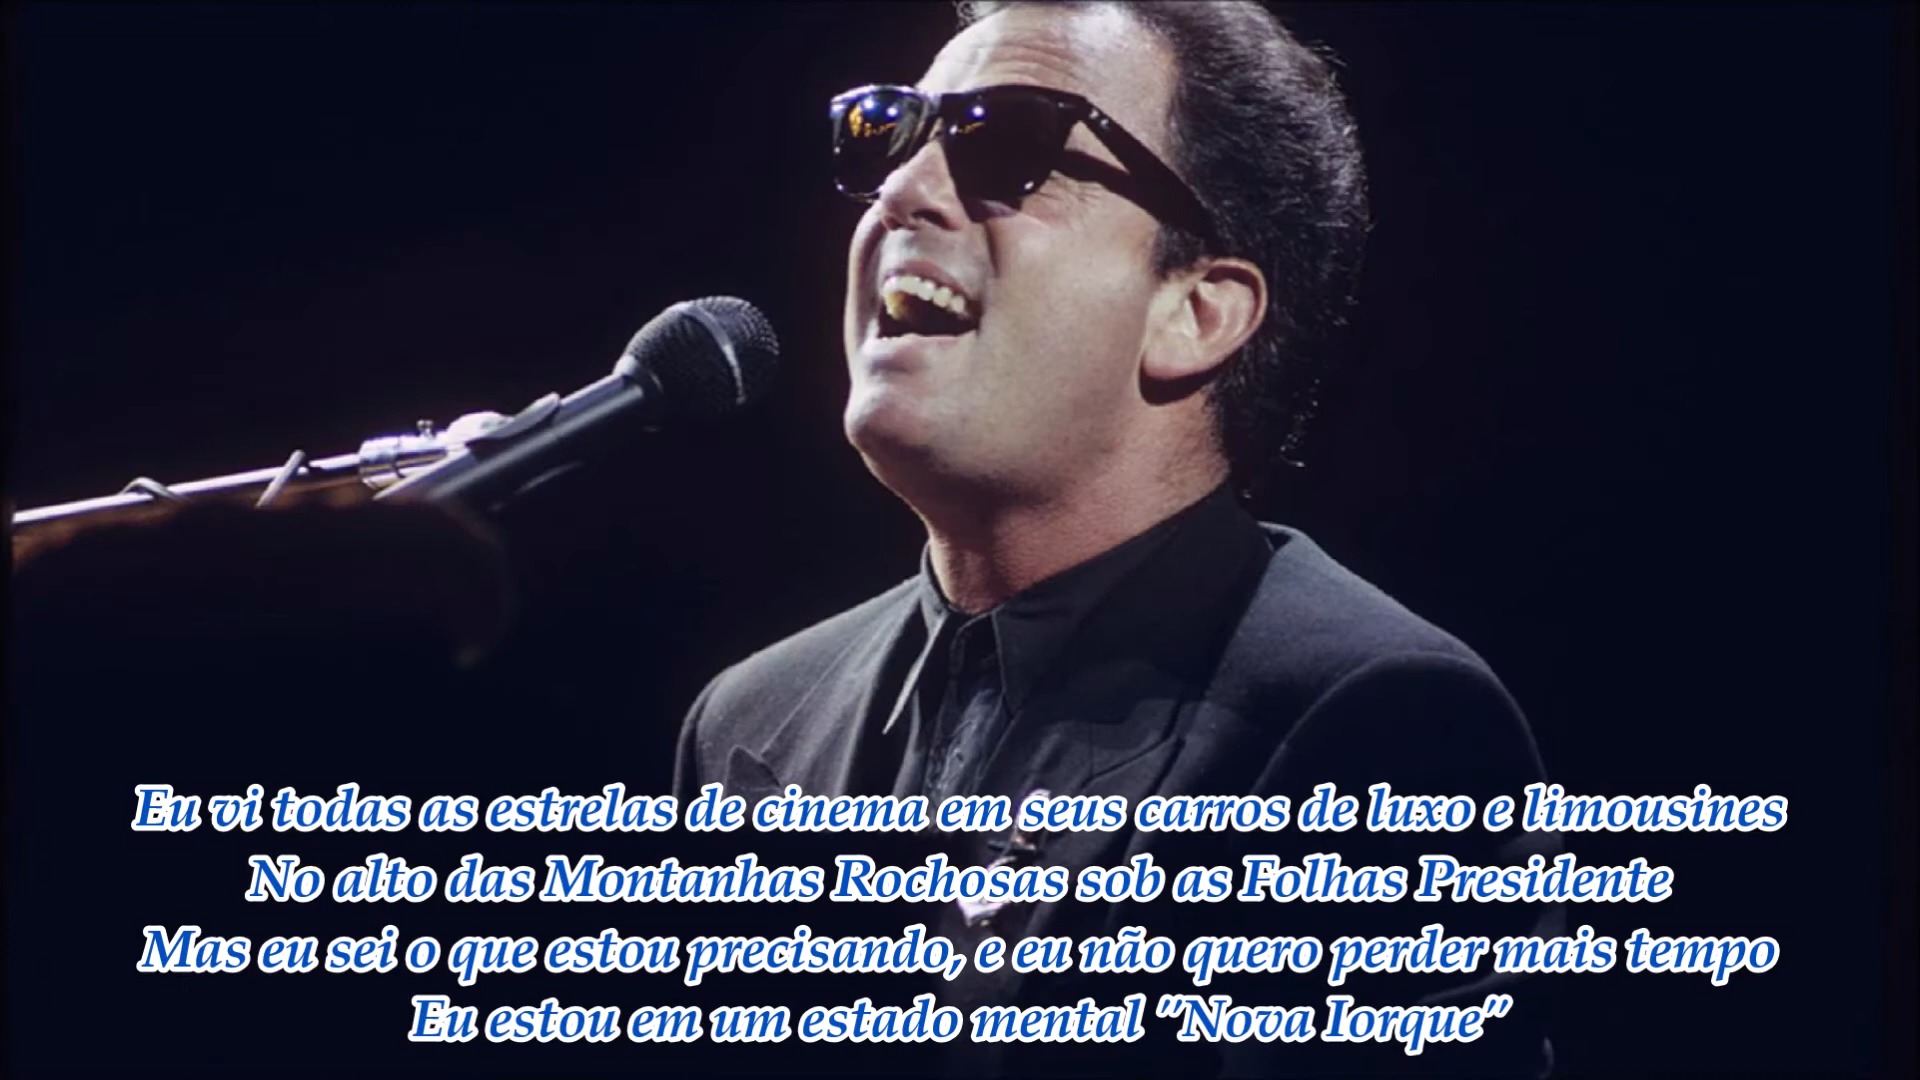 Eu vi todas as estrelas de cinema em seus carros de luxo e limousines
No alto das Montanhas Rochosas sob as Folhas Presidente
Mas eu sei o que estou precisando, e eu não quero perder mais tempo
Eu estou em um estado mental "Nova Iorque"